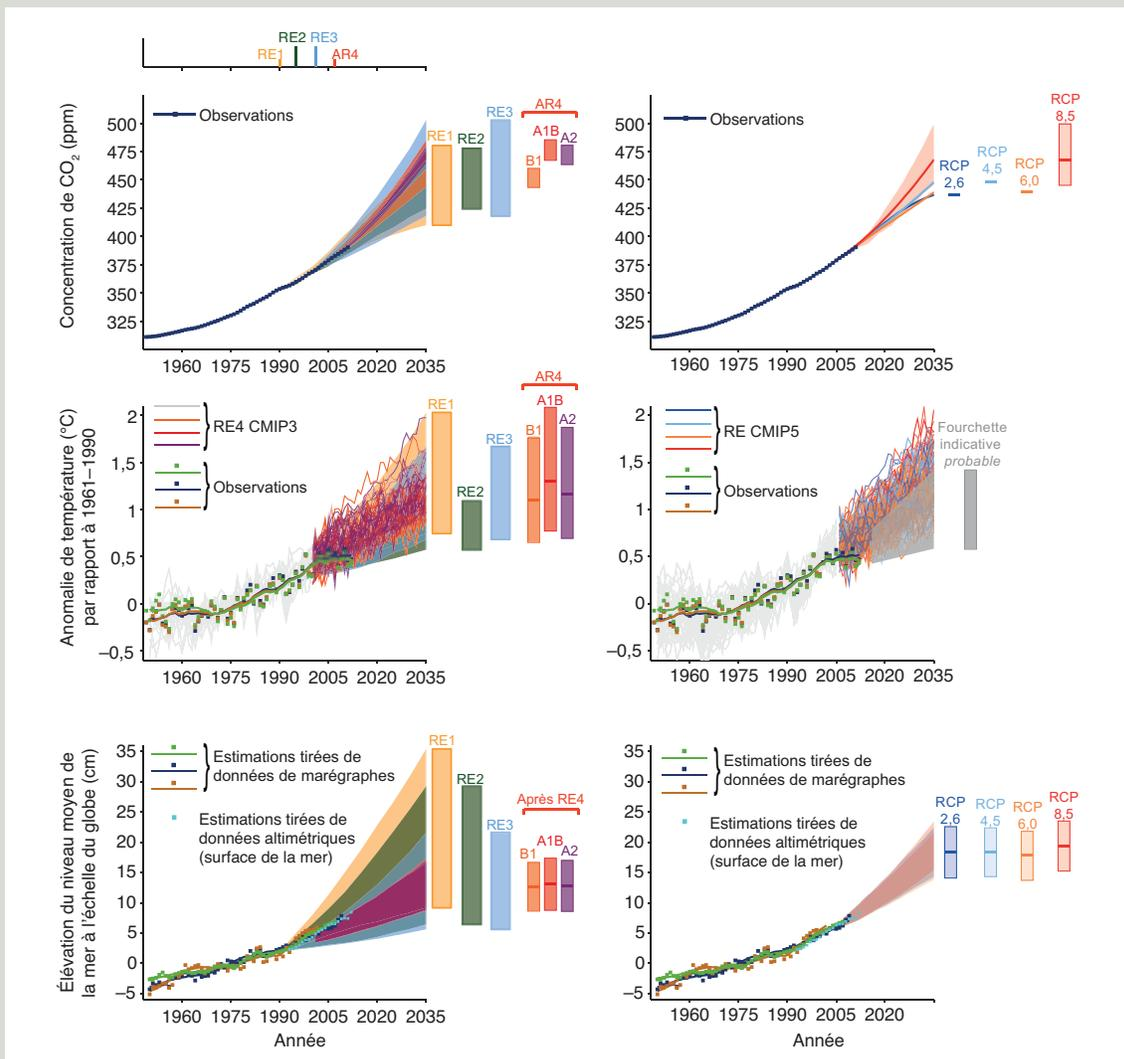 RE2 RE3
RE1 AR4
Concentration de CO2 (ppm)
Observations
500
475
450
425
400
375
350
325
1960 1975 1990 2005 2020 2035
RE1
RE2
RE3
AR4
B1
A1B
A2
Observations
500
475
450
425
400
375
350
325
1960 1975 1990 2005 2020 2035
RCP
2,6
RCP
4,5
RCP
6,0
RCP
8,5
Anomalie de température (°C)
par rapport à 1961–1990
2
1,5
1
0,5
0
–0,5
RE4 CMIP3
Observations
1960 1975 1990 2005 2020 2035
RE1
RE2
RE3
AR4
B1
A1B
A2
2
1,5
1
0,5
0
–0,5
RE CMIP5
Observations
Fourchette
indicative
probable
1960 1975 1990 2005 2020 2035
Élévation du niveau moyen de
la mer à l'échelle du globe (cm)
35
30
25
20
15
10
5
0
–5
Estimations tirées de
données de marégraphes
Estimations tirées de
données altimétriques
(surface de la mer)
1960 1975 1990 2005 2020 2035
Année
RE1
RE2
RE3
Après RE4
B1
A1B
A2
35
30
25
20
15
10
5
0
–5
Estimations tirées de
données de marégraphes
Estimations tirées de
données altimétriques
(surface de la mer)
1960 1975 1990 2005 2020
Année
RCP
2,6
RCP
4,5
RCP
6,0
RCP
8,5